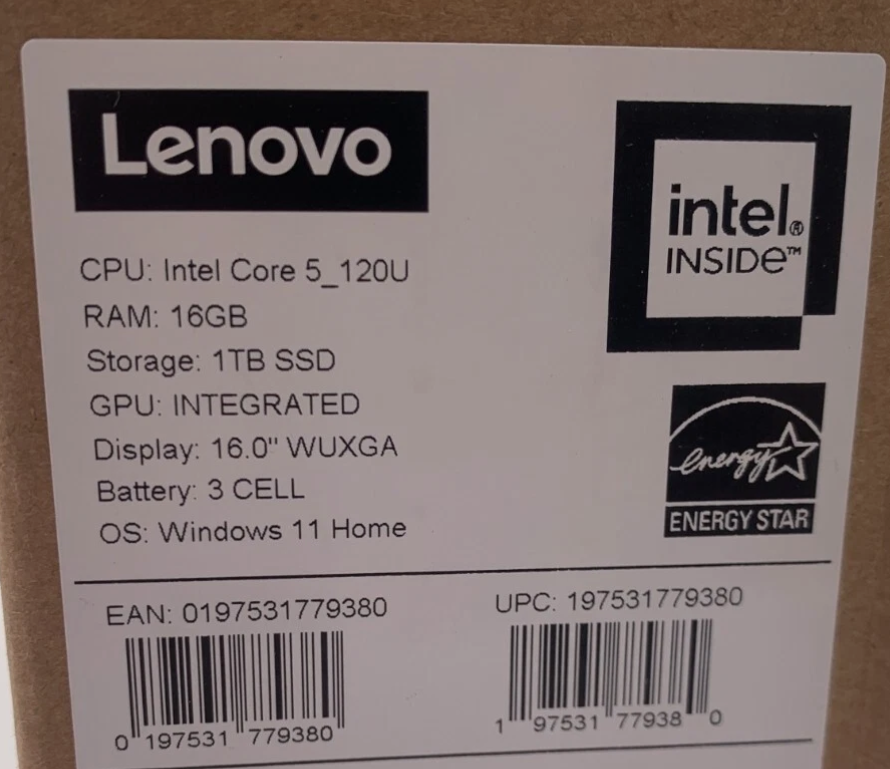 Lenovo
intel®
INSIDe™
CPU: Intel Core 5_120U
RAM: 16GB
Storage: 1TB SSD
GPU: INTEGRATED
Display: 16.0" WUXGA
Battery: 3 CELL
OS: Windows 11 Home
energy
ENERGY STAR
EAN: 0197531779380
UPC: 197531779380
0 197531 779380
1 97531 77938 0